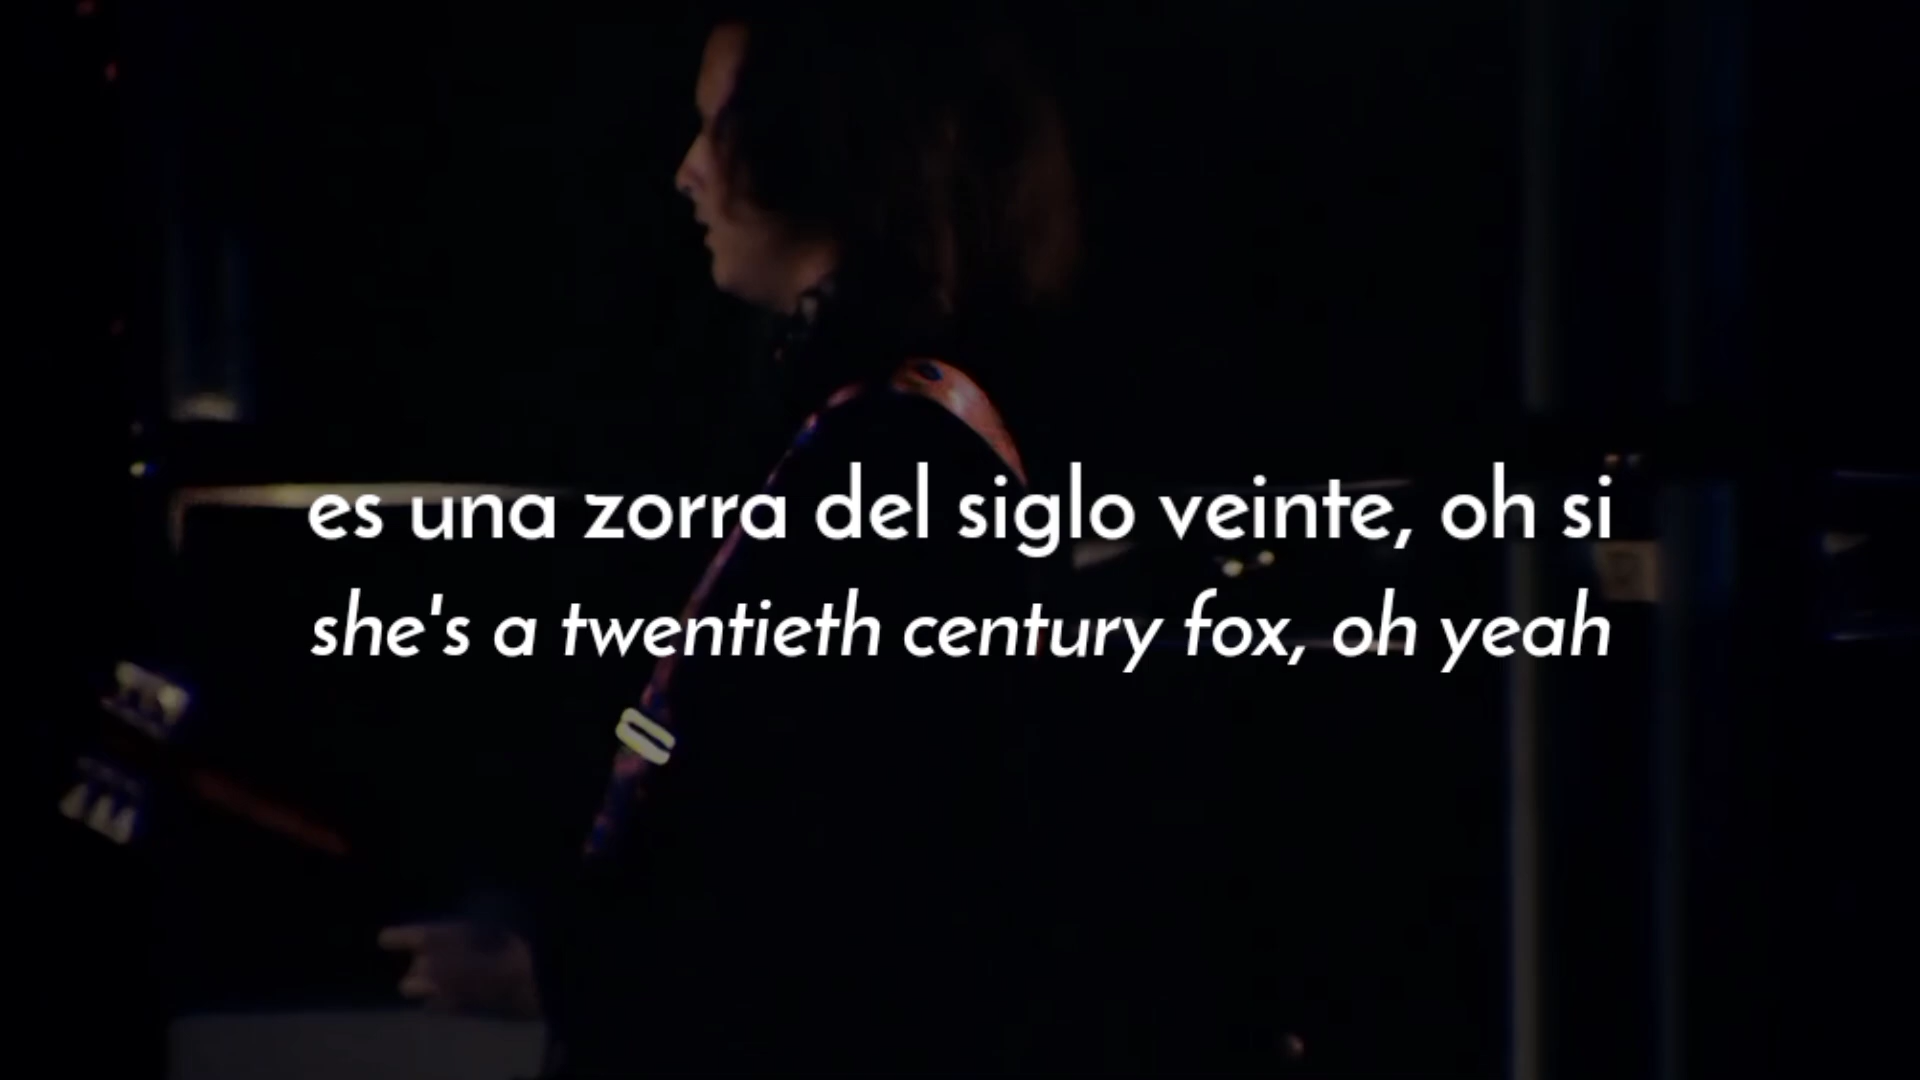 es una zorra del siglo veinte, oh si
she's a twentieth century fox, oh yeah